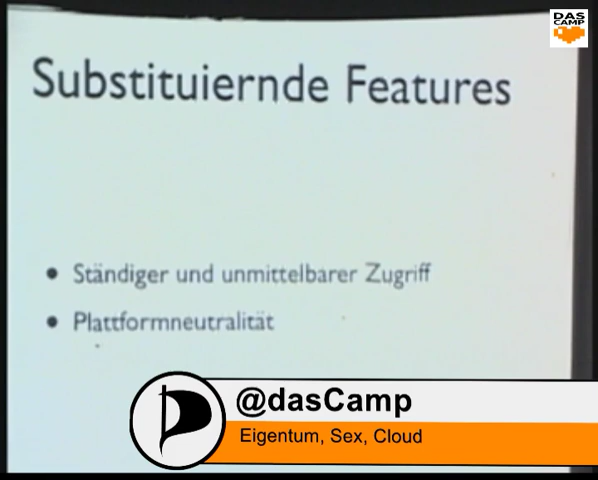 DAS
CAMP
Substituiernde Features
Ständiger und unmittelbarer Zugriff
Plattformneutralität
@dasCamp
Eigentum, Sex, Cloud